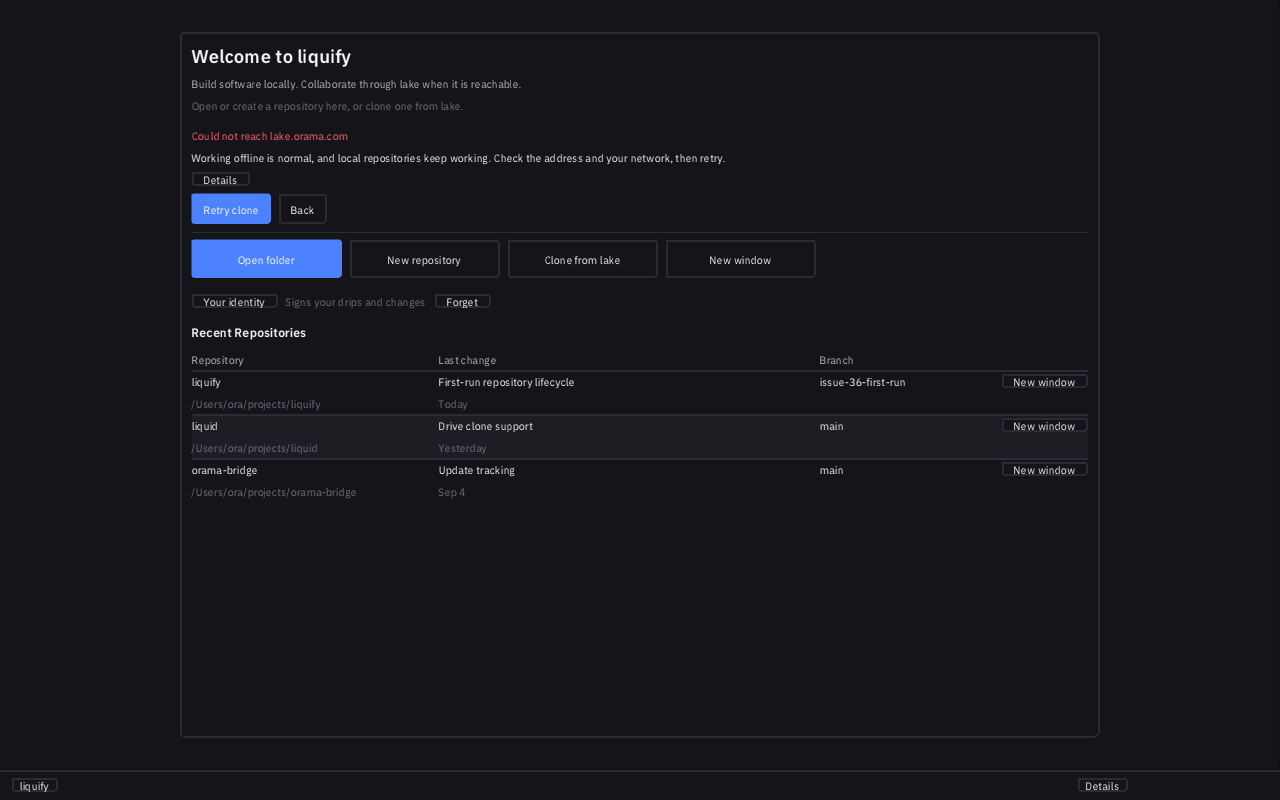 Welcome to liquify
Build software locally. Collaborate through lake when it is reachable.
Open or create a repository here, or clone one from lake.
Could not reach lake.orama.com
Working offline is normal, and local repositories keep working. Check the address and your network, then retry.
Details
Retry clone Back
Open folder New repository Clone from lake New window
Your identity Signs your drips and changes Forget
Recent Repositories
Repository Last change Branch
liquify First-run repository lifecycle issue-36-first-run New window
/Users/ora/projects/liquify Today
liquid Drive clone support main New window
/Users/ora/projects/liquid Yesterday
orama-bridge Update tracking main New window
/Users/ora/projects/orama-bridge Sep 4
liquify Details